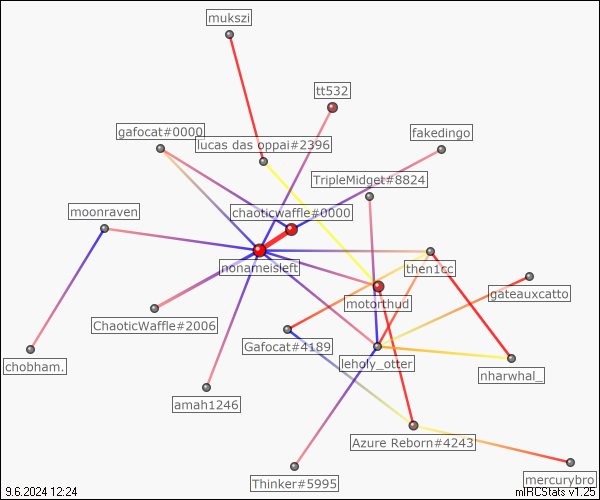 mukszi
tt532
gafocat#0000
fakedingo
lucas das oppai#2396
TripleMidget#8824
moonraven
chaoticwaffle#0000
nonameisleft
then1cc
gateauxcatto
motorthud
ChaoticWaffle#2006
Gafocat#4189
leholy_otter
chobham.
nharwhal_
amah1246
Azure Reborn#4243
Thinker#5995
mercurybro
9.6.2024 12:24
mIRCStats v1.25